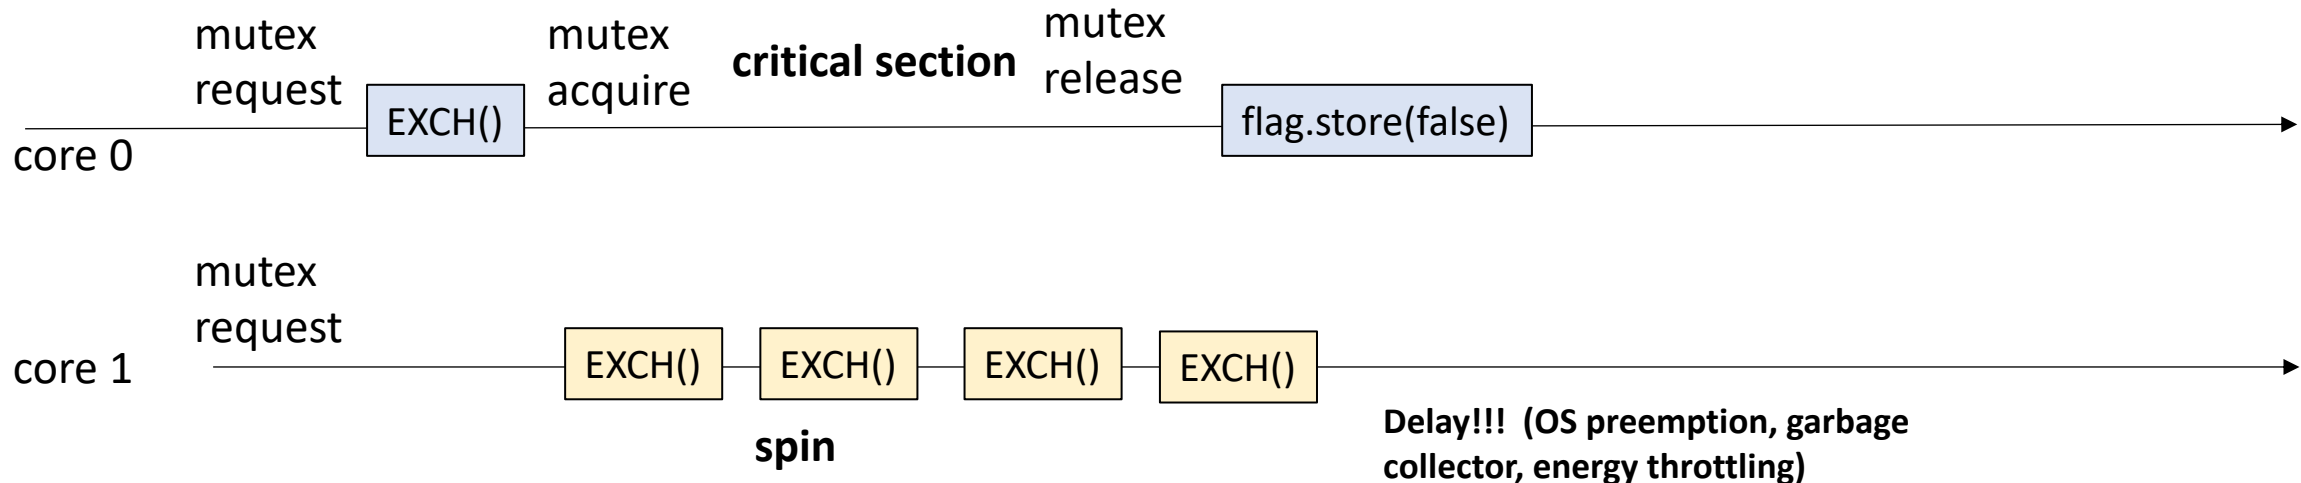 mutex
request
EXCH()
mutex
acquire
critical section
mutex
release
flag.store(false)
core 0
mutex
request
core 1
EXCH()
EXCH()
EXCH()
EXCH()
spin
Delay!!! (OS preemption, garbage
collector, energy throttling)